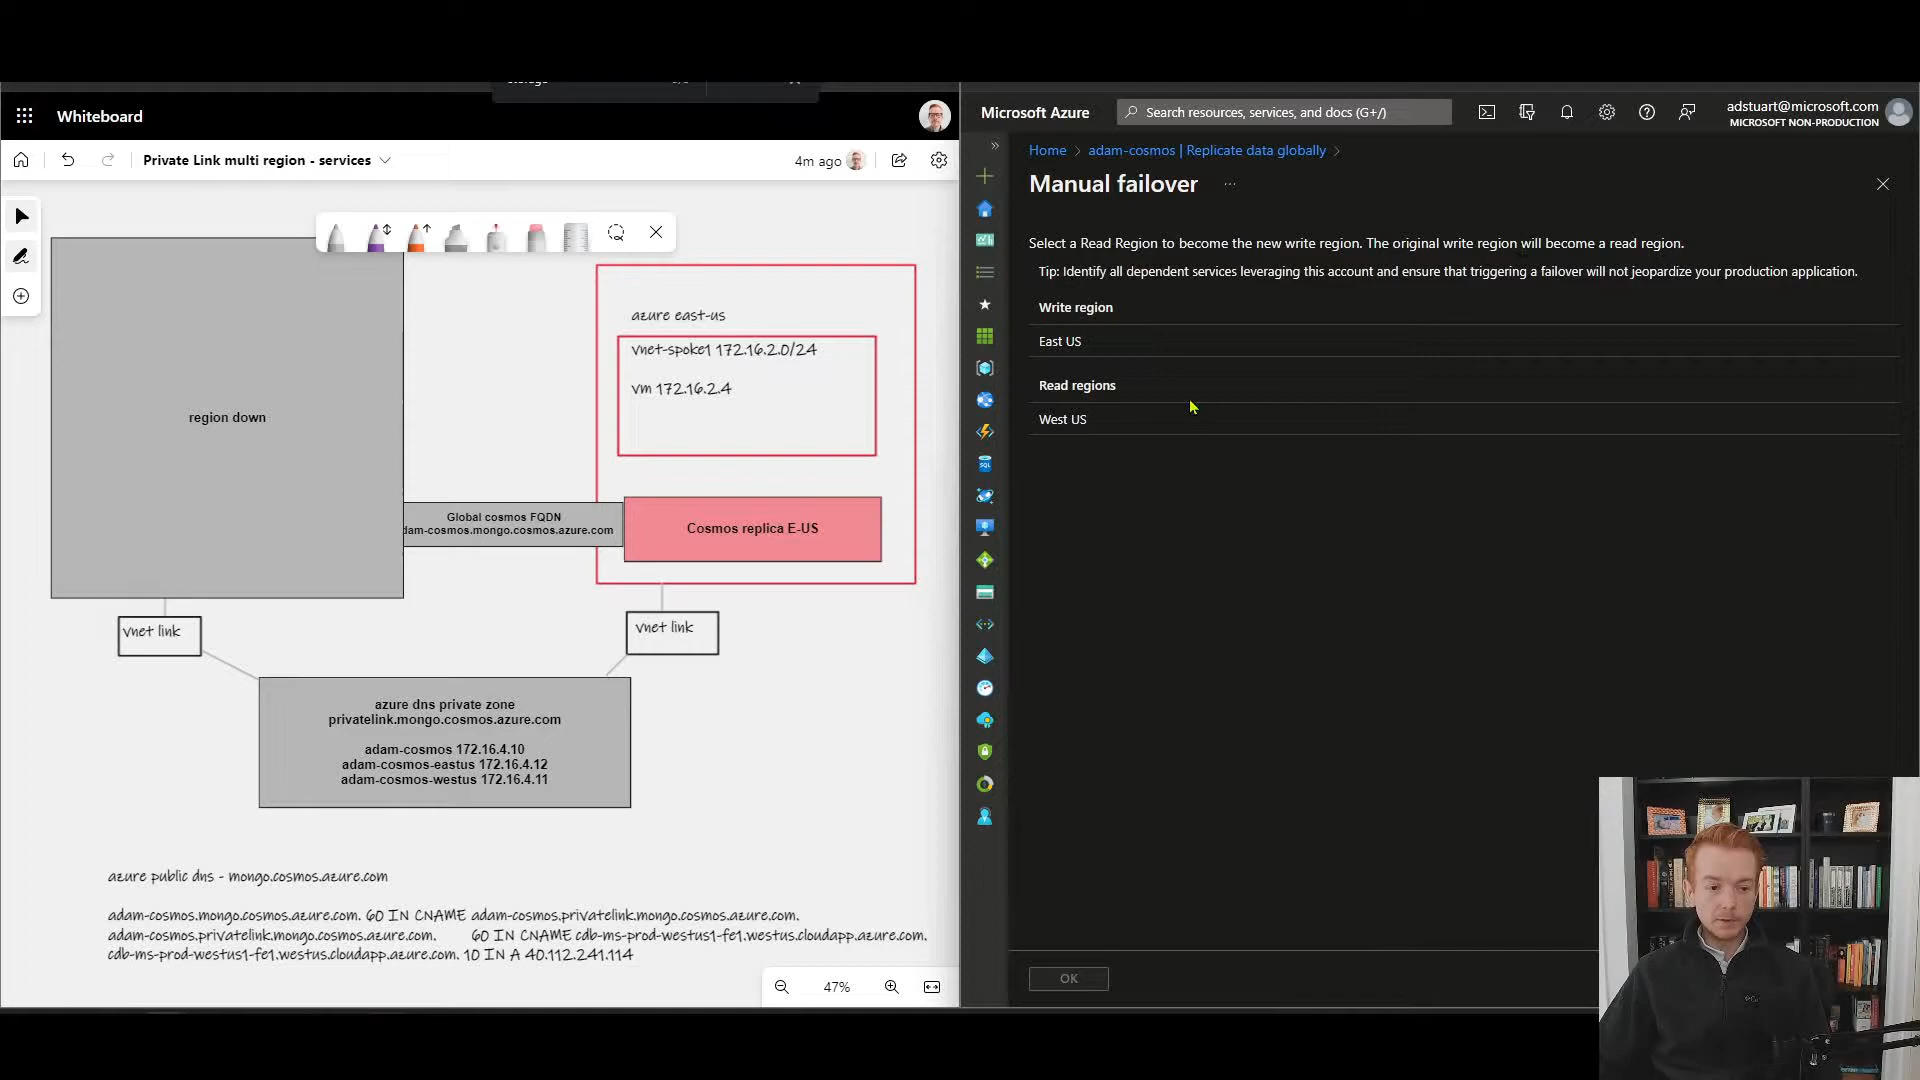 Whiteboard
Private Link multi region - services
4m ago
region down
azure east-us
vnet-spoke1 172.16.2.0/24
vm 172.16.2.4
Global cosmos FQDN
dam-cosmos.mongo.cosmos.azure.com
Cosmos replica E-US
vnet link
vnet link
azure dns private zone
privatelink.mongo.cosmos.azure.com
adam-cosmos 172.16.4.10
adam-cosmos-eastus 172.16.4.12
adam-cosmos-westus 172.16.4.11
azure public dns - mongo.cosmos.azure.com
adam-cosmos.mongo.cosmos.azure.com. 60 IN CNAME adam-cosmos.privatelink.mongo.cosmos.azure.com.
adam-cosmos.privatelink.mongo.cosmos.azure.com. 60 IN CNAME cdb-ms-prod-westus1-fe1.westus.cloudapp.azure.com.
cdb-ms-prod-westus1-fe1.westus.cloudapp.azure.com. 10 IN A 40.112.241.114
47%
Microsoft Azure
Search resources, services, and docs (G+/)
adstuart@microsoft.com
MICROSOFT NON-PRODUCTION
Home > adam-cosmos | Replicate data globally >
Manual failover ...
Select a Read Region to become the new write region. The original write region will become a read region.
Tip: Identify all dependent services leveraging this account and ensure that triggering a failover will not jeopardize your production application.
Write region
East US
Read regions
West US
OK